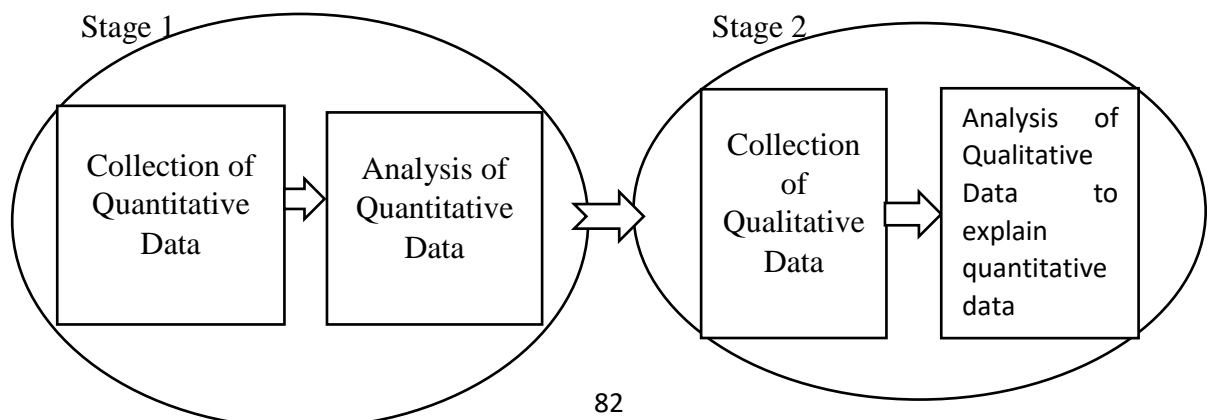 Stage 1
Collection of
Quantitative
Data
Analysis of
Quantitative
Data
Stage 2
Collection
of
Qualitative
Data
Analysis of
Qualitative
Data to
explain
quantitative
data
82